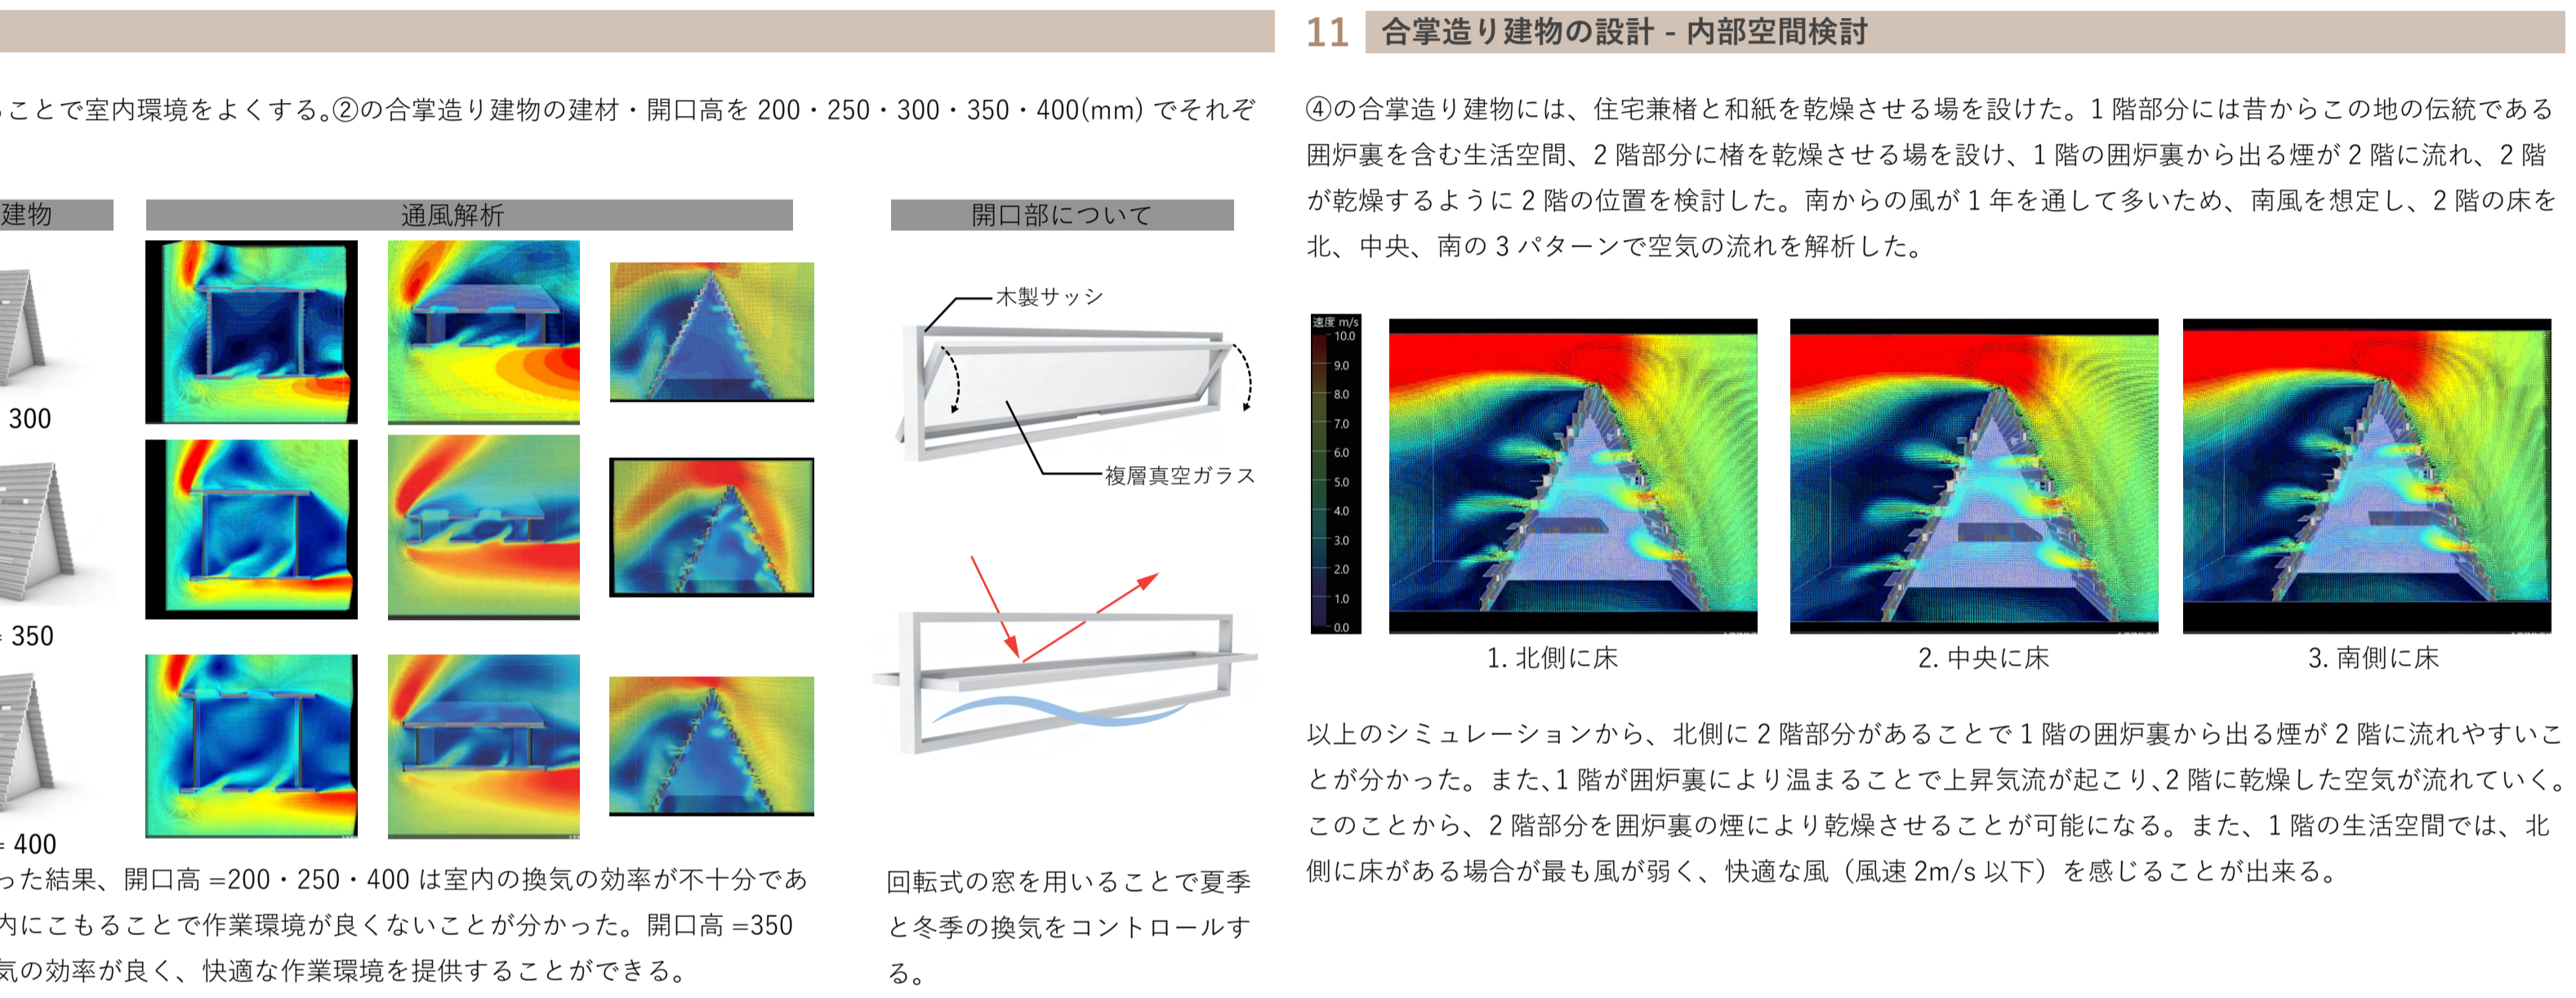 ことで室内環境をよくする。②の合掌造り建物の建材・開口高を 200・250・300・350・400(mm) でそれぞ
建物
通風解析
開口部について
300
= 350
= 400
木製サッシ
複層真空ガラス
った結果、開口高 =200・250・400 は室内の換気の効率が不十分であ
内にこもることで作業環境が良くないことが分かった。開口高 =350
気の効率が良く、快適な作業環境を提供することができる。
回転式の窓を用いることで夏季
と冬季の換気をコントロールす
る。
11 合掌造り建物の設計 - 内部空間検討
④の合掌造り建物には、住宅兼楮と和紙を乾燥させる場を設けた。1 階部分には昔からこの地の伝統である
囲炉裏を含む生活空間、2 階部分に楮を乾燥させる場を設け、1 階の囲炉裏から出る煙が 2 階に流れ、2 階
が乾燥するように 2 階の位置を検討した。南からの風が 1 年を通して多いため、南風を想定し、2 階の床を
北、中央、南の 3 パターンで空気の流れを解析した。
速度 m/s
10.0
9.0
8.0
7.0
6.0
5.0
4.0
3.0
2.0
1.0
0.0
1. 北側に床
2. 中央に床
3. 南側に床
以上のシミュレーションから、北側に 2 階部分があることで 1 階の囲炉裏から出る煙が 2 階に流れやすいこ
とが分かった。また、1 階が囲炉裏により温まることで上昇気流が起こり、2 階に乾燥した空気が流れていく。
このことから、2 階部分を囲炉裏の煙により乾燥させることが可能になる。また、1 階の生活空間では、北
側に床がある場合が最も風が弱く、快適な風（風速 2m/s 以下）を感じることが出来る。